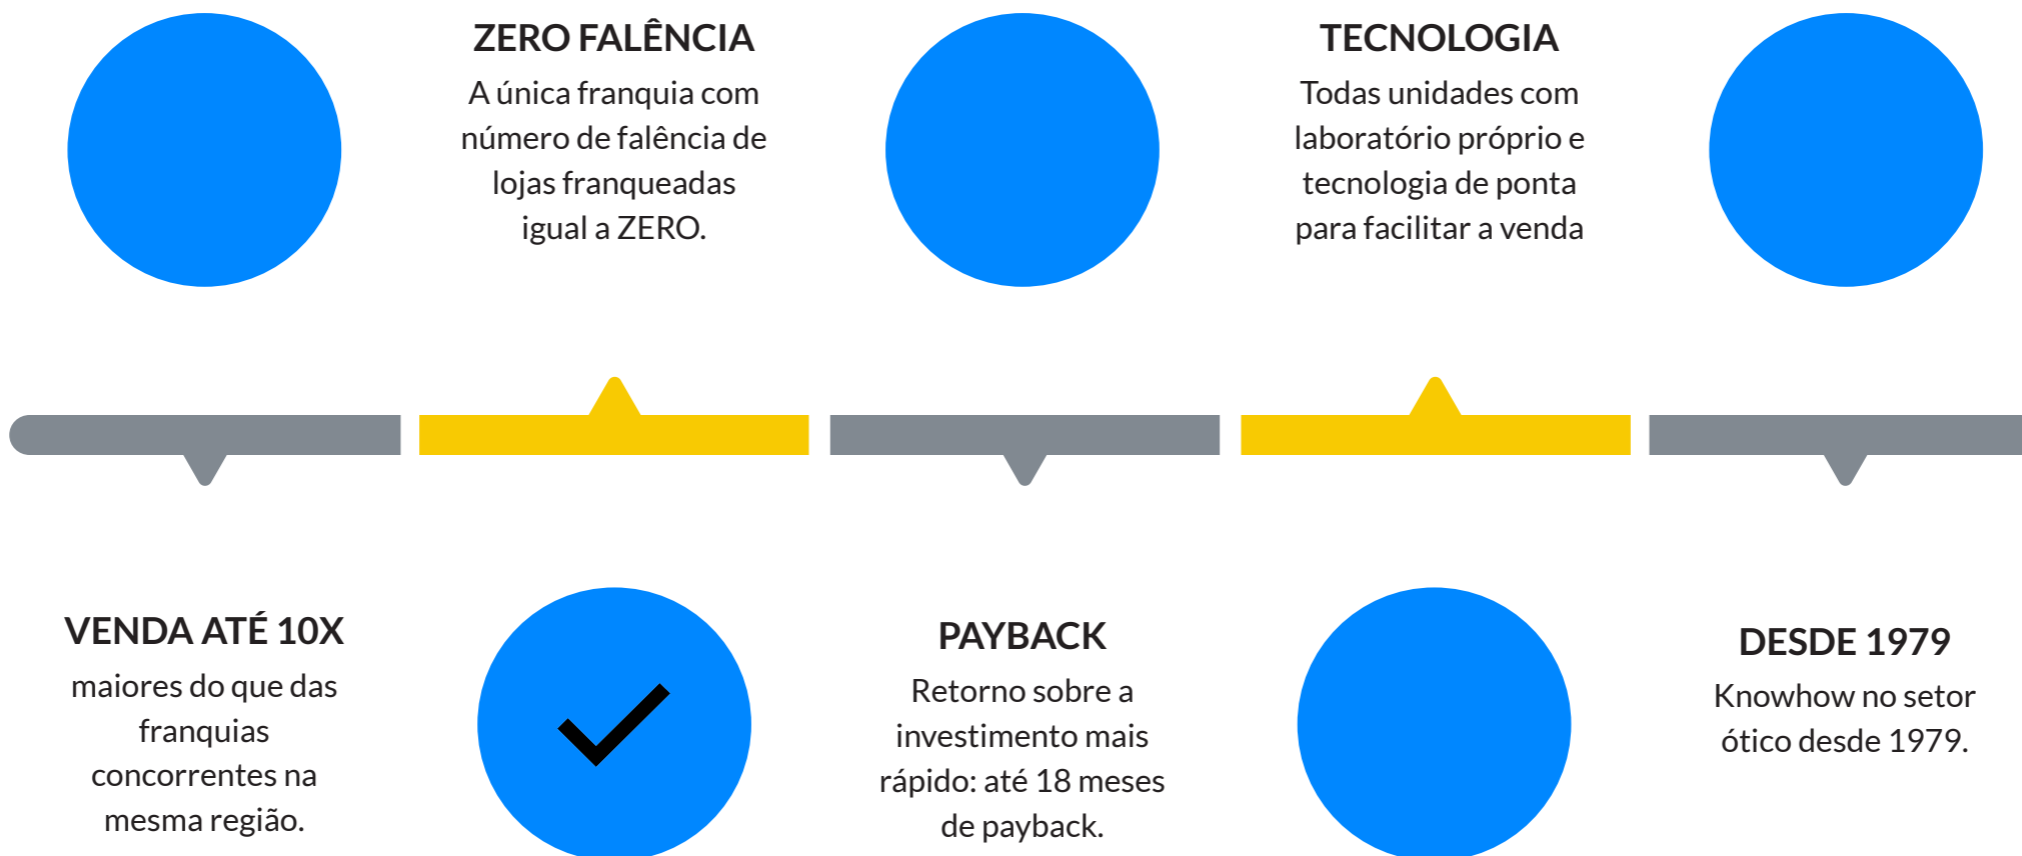 ZERO FALÊNCIA
A única franquia com
número de falência de
lojas franqueadas
igual a ZERO.
TECNOLOGIA
Todas unidades com
laboratório próprio e
tecnologia de ponta
para facilitar a venda
VENDA ATÉ 10X
maiores do que das
franquias
concorrentes na
mesma região.
PAYBACK
Retorno sobre a
investimento mais
rápido: até 18 meses
de payback.
DESDE 1979
Knowhow no setor
ótico desde 1979.